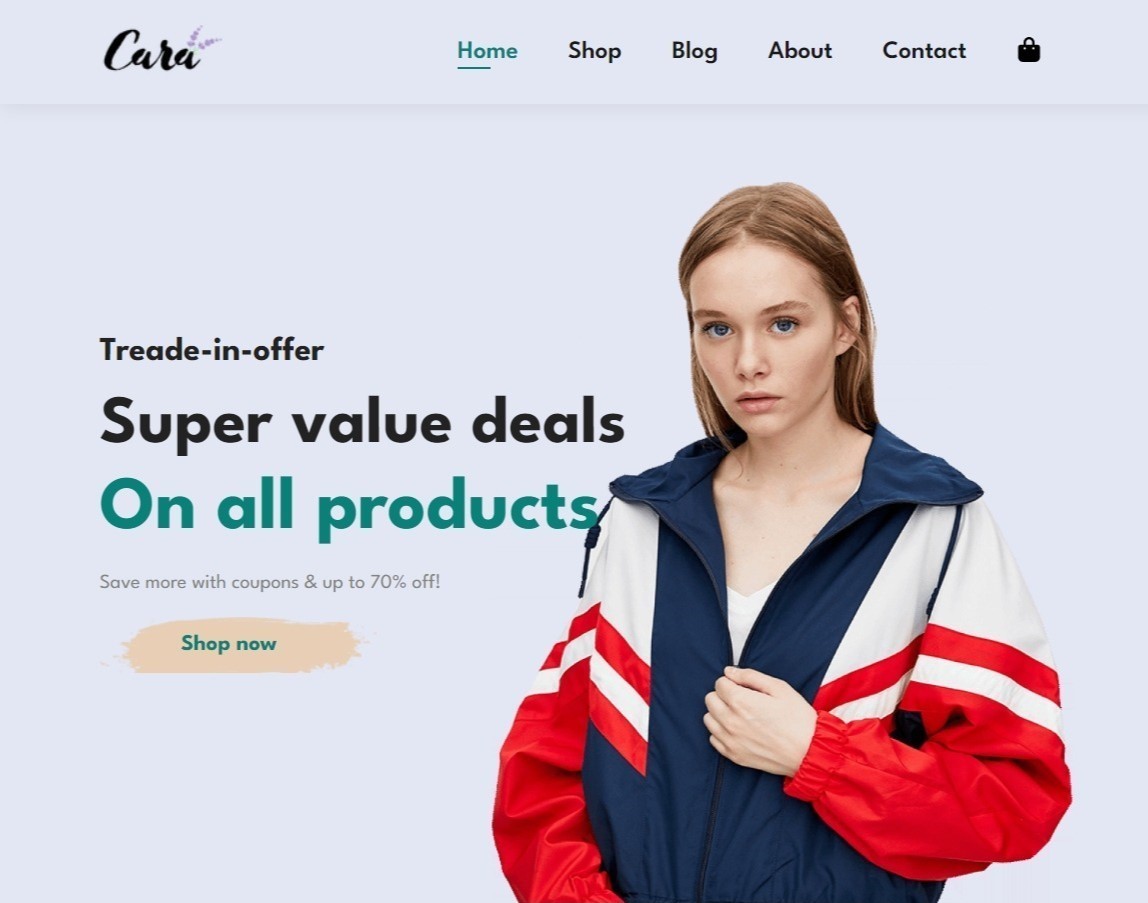 Cara
Home Shop Blog About Contact
Treade-in-offer
Super value deals
On all products
Save more with coupons & up to 70% off!
Shop now